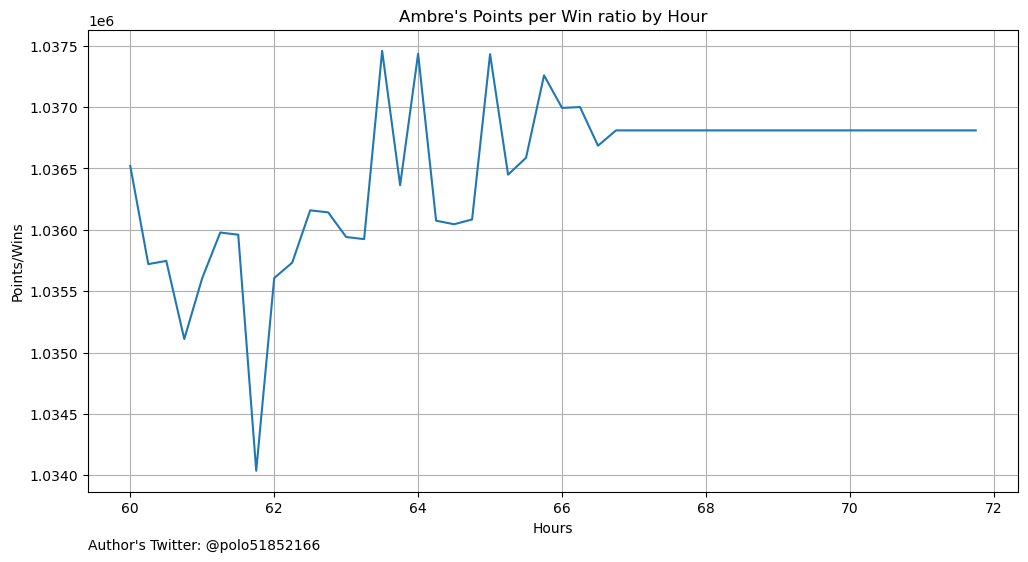 Ambre's Points per Win ratio by Hour
1e6
1.0375
1.0370
1.0365
1.0360
1.0355
1.0350
1.0345
1.0340
Points/Wins
60 62 64 66 68 70 72
Hours
Author's Twitter: @polo51852166